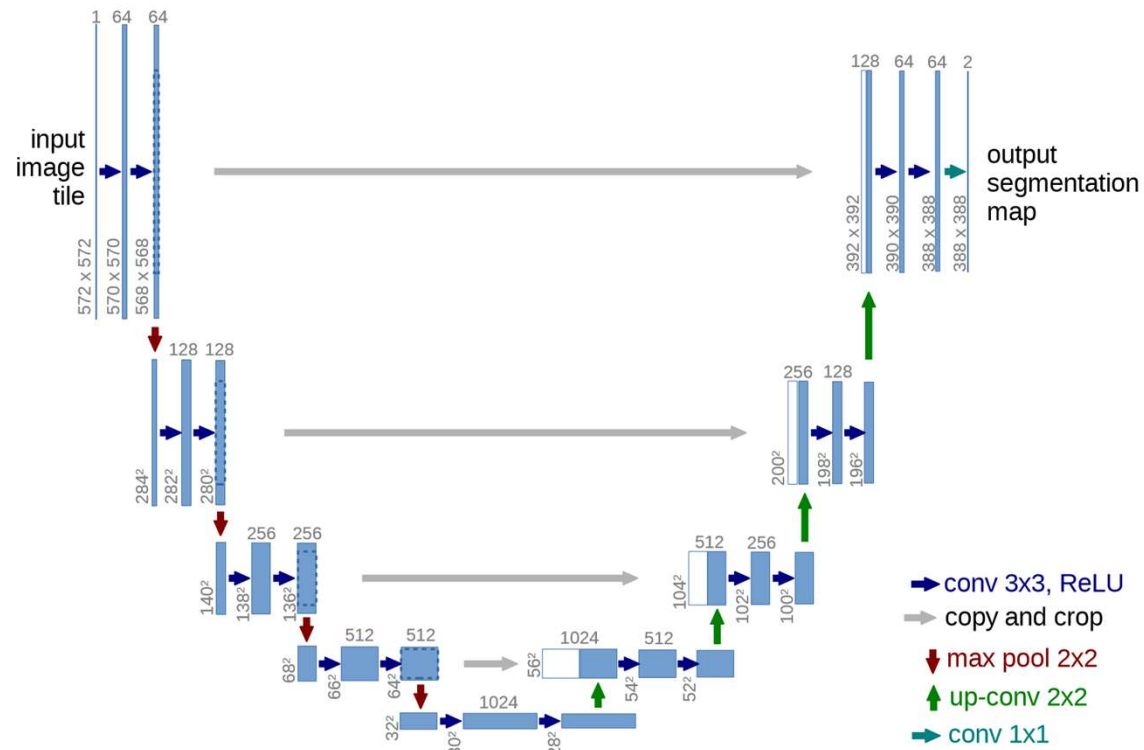 1 64 64
input
image
tile
572 x 572
570 x 570
568 x 568
128 64 64 2
output
segmentation
map
392 x 392
390 x 390
388 x 388
388 x 388
128 128
284²
282²
280²
256 128
200²
198²
196²
256 256
140²
138²
136²
512 256
104²
102²
100²
512 512
68²
66²
64²
1024 512
56²
54²
52²
1024
32²
conv 3x3, ReLU
copy and crop
max pool 2x2
up-conv 2x2
conv 1x1